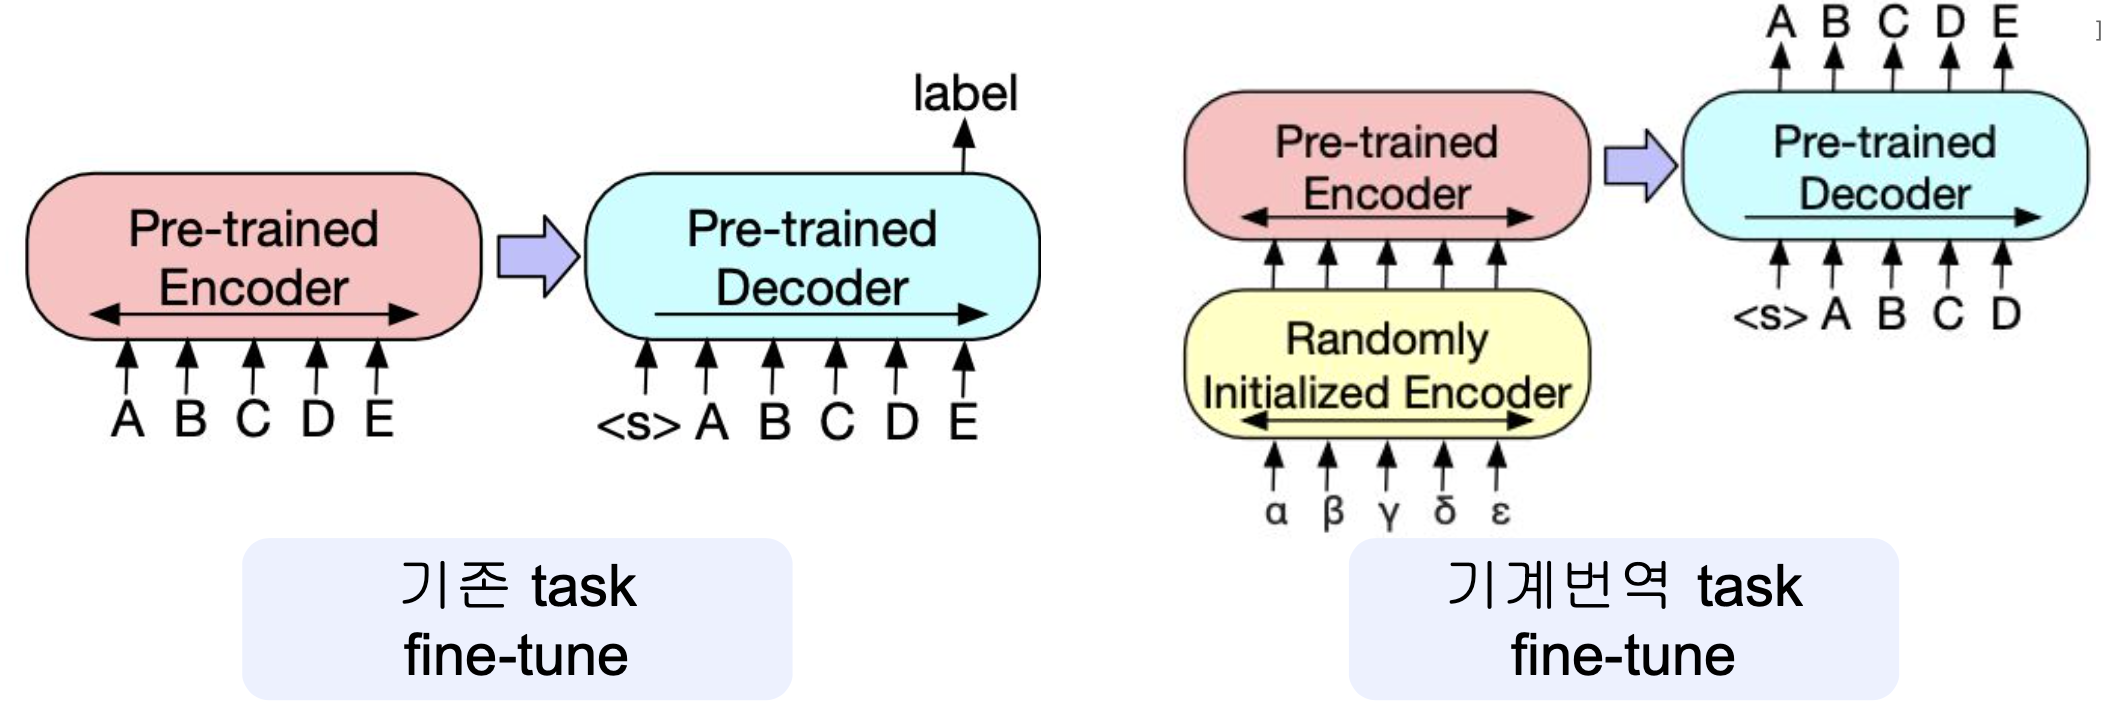 label
Pre-trained
Encoder
Pre-trained
Decoder
A B C D E
<s> A B C D E
기존 task
fine-tune
A B C D E
]
Pre-trained
Encoder
Pre-trained
Decoder
Randomly
Initialized Encoder
<s> A B C D
α β γ δ ε
기계번역 task
fine-tune